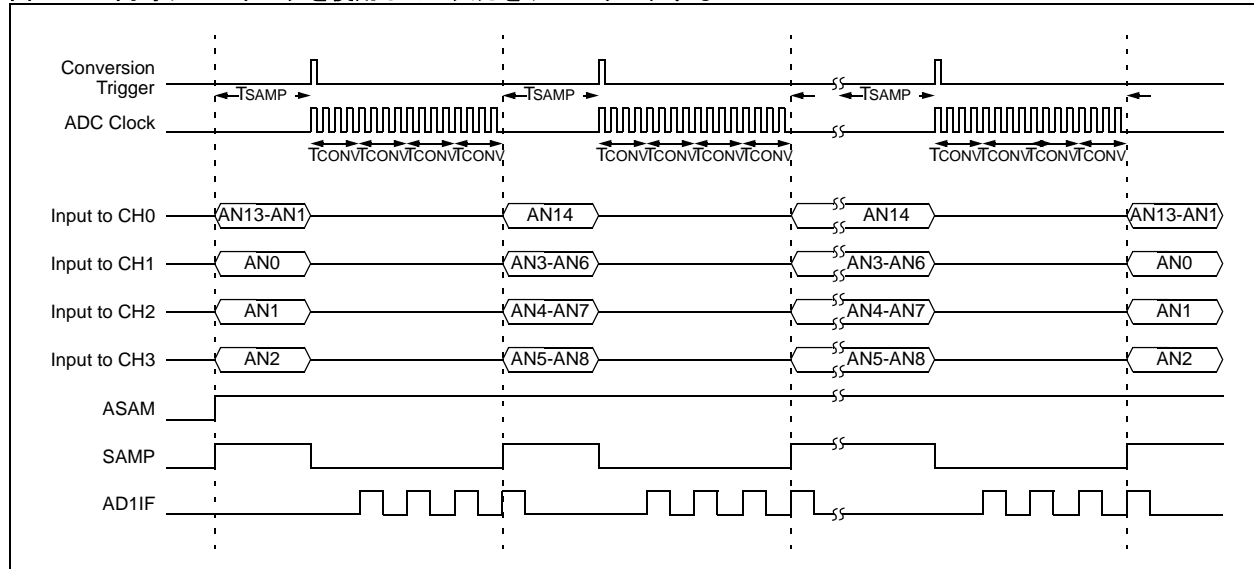 Conversion
Trigger
TSAMP TSAMP TSAMP
ADC Clock
TCONV TCONV TCONV TCONV TCONV TCONV TCONV TCONV TCONV TCONV TCONV TCONV
Input to CH0 AN13-AN1 AN14 AN14 AN13-AN1
Input to CH1 AN0 AN3-AN6 AN3-AN6 AN0
Input to CH2 AN1 AN4-AN7 AN4-AN7 AN1
Input to CH3 AN2 AN5-AN8 AN5-AN8 AN2
ASAM
SAMP
AD1IF